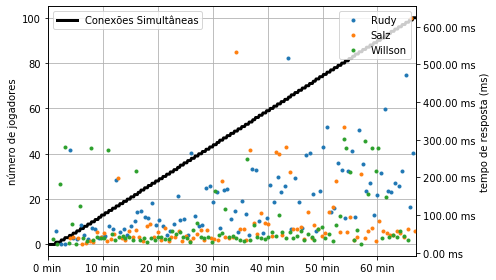 Conexões Simultâneas
Rudy
Salz
Willson
número de jogadores
100
80
60
40
20
0
600.00 ms
500.00 ms
400.00 ms
300.00 ms
200.00 ms
100.00 ms
0.00 ms
tempo de resposta (ms)
0 min 10 min 20 min 30 min 40 min 50 min 60 min